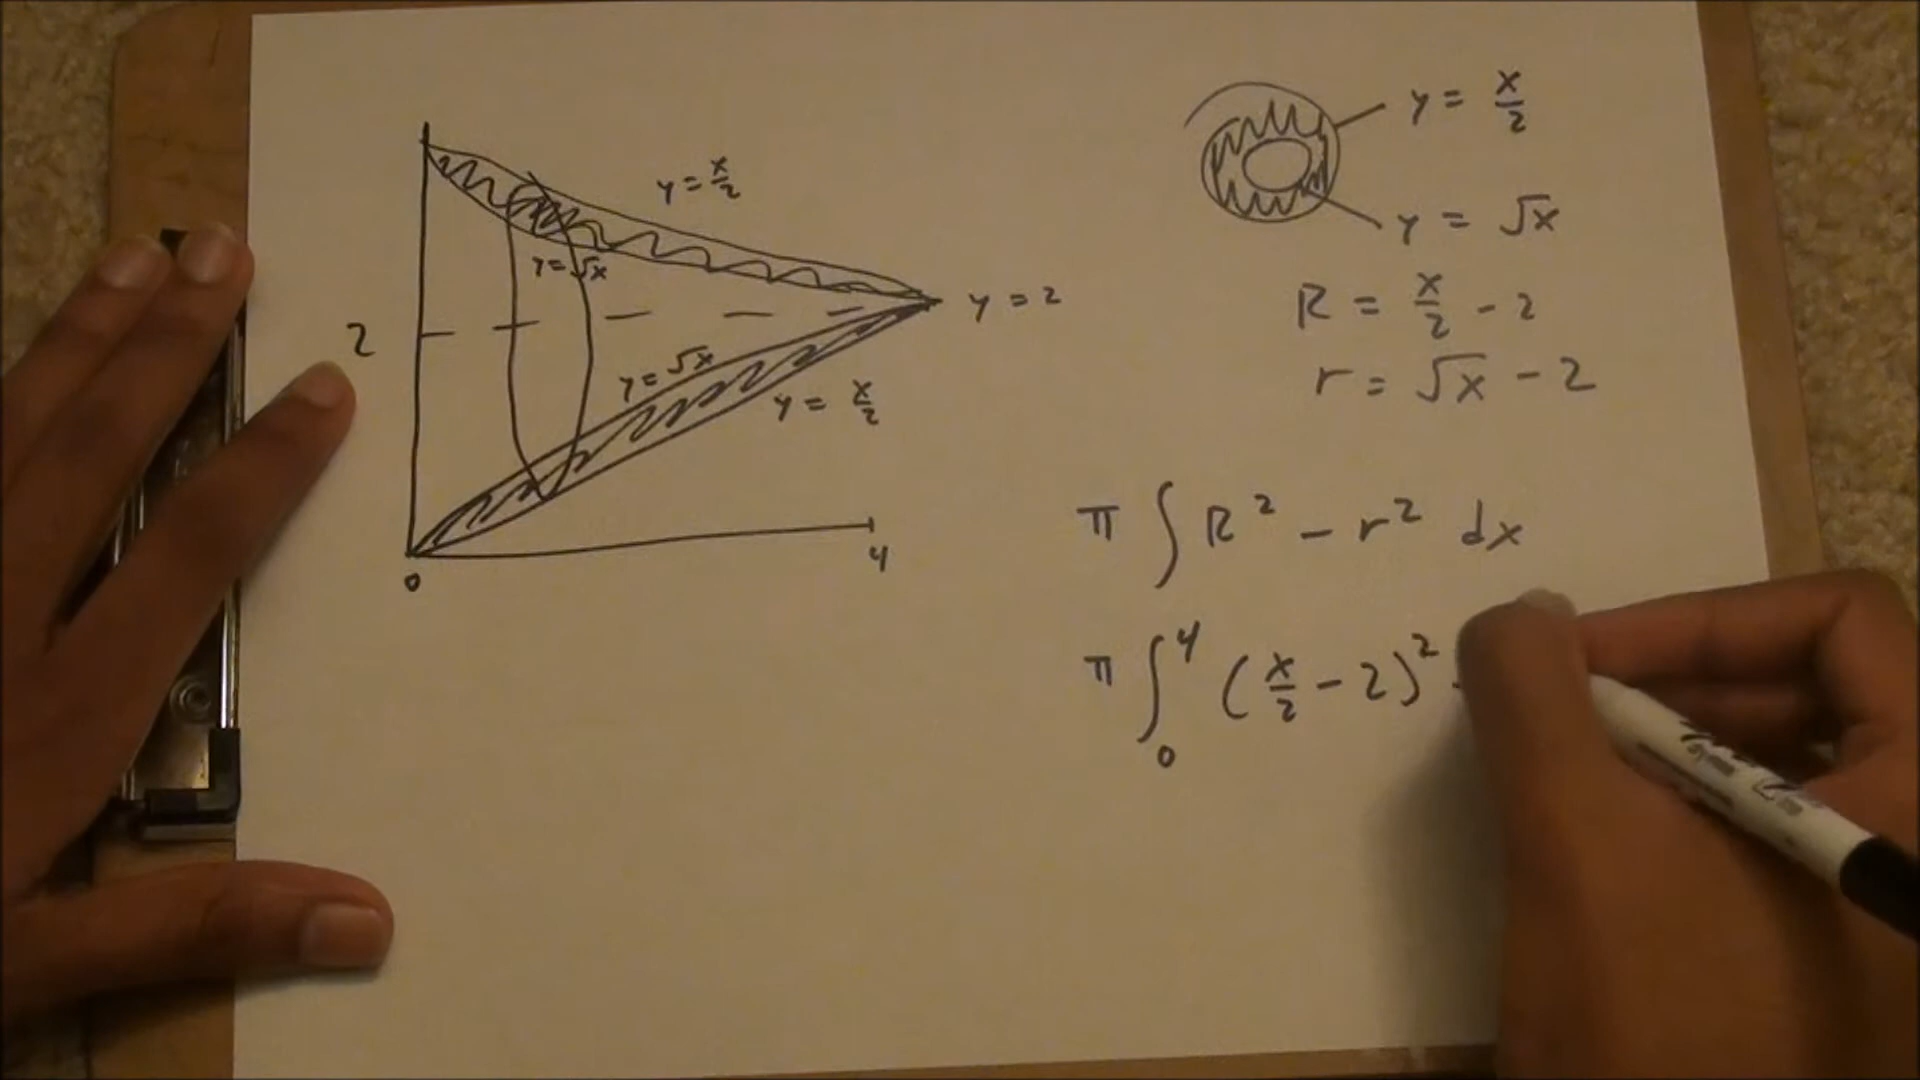 y = x/2
y = √x
y = 2
2
y = √x
y = x/2
0
4
y = x/2
y = √x
R = x/2 - 2
r = √x - 2
π ∫ R² - r² dx
π ∫₀⁴ (x/2 - 2)² -